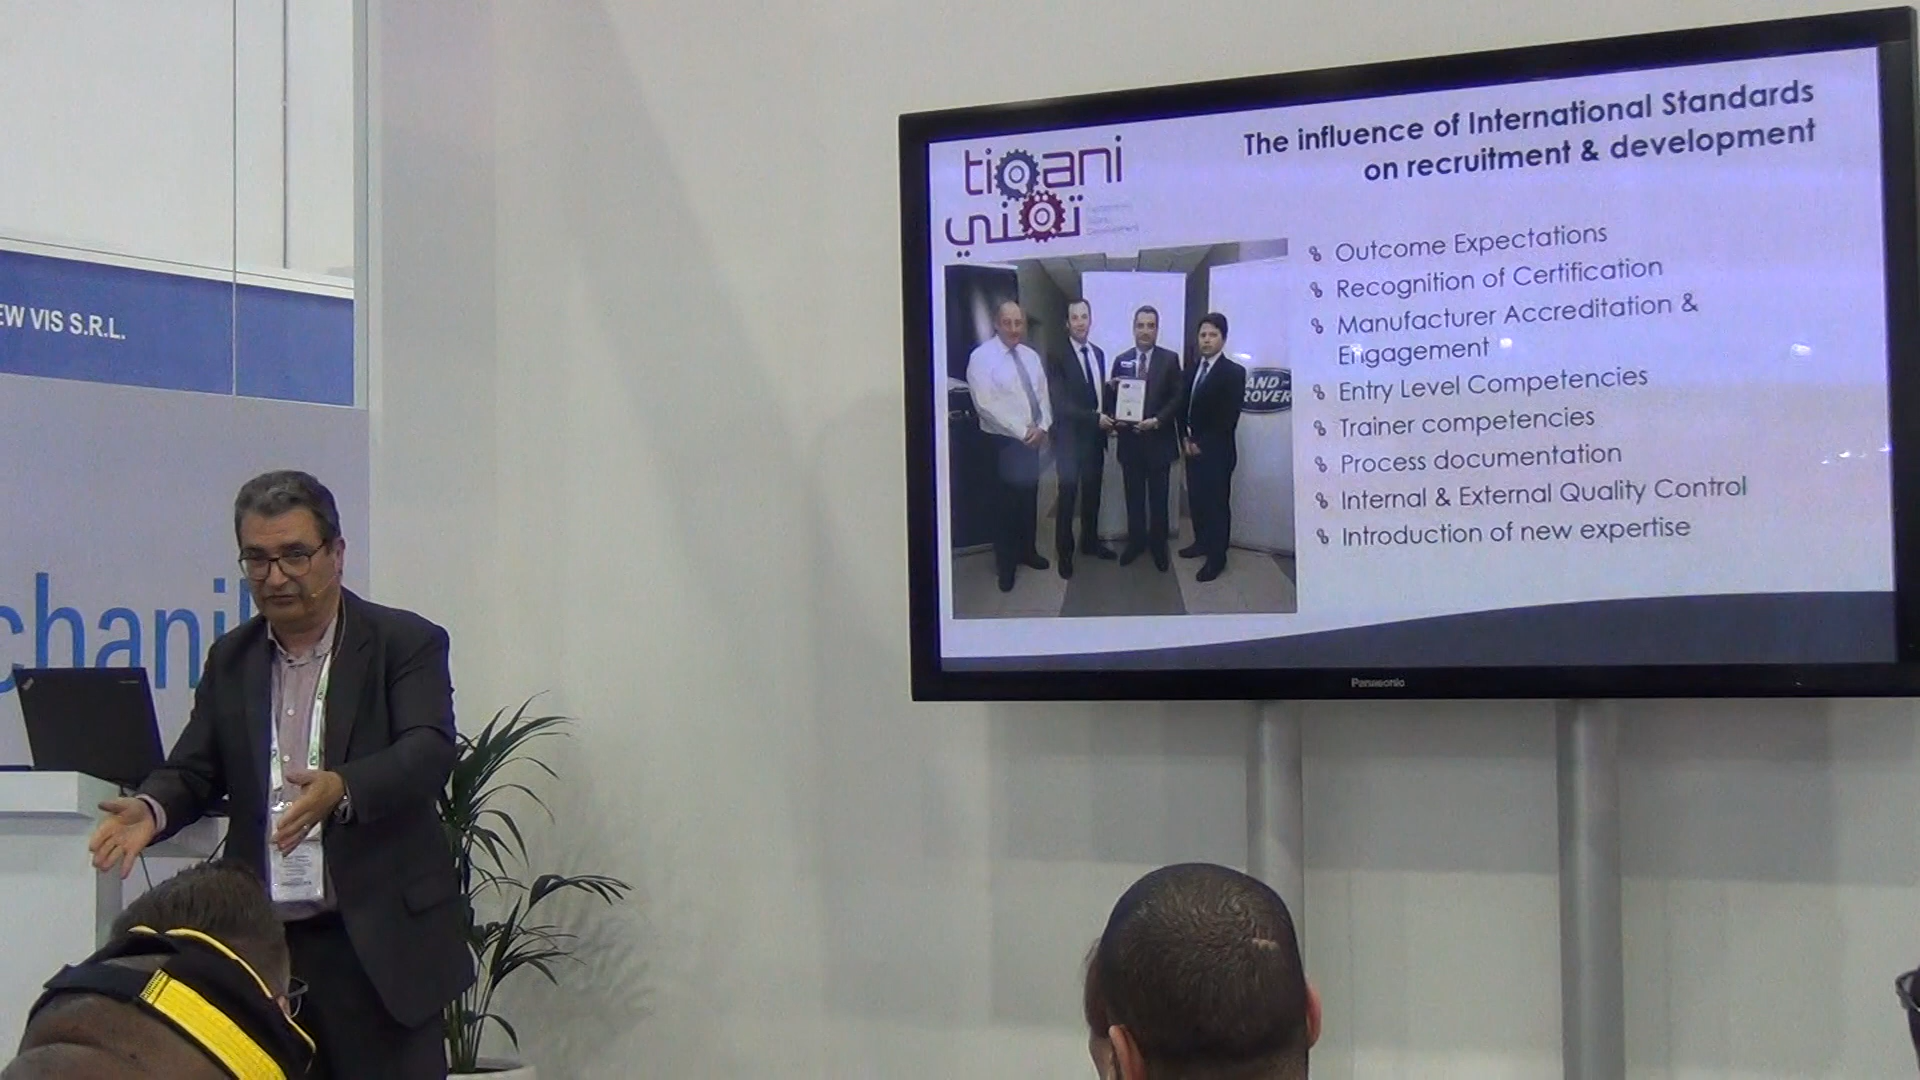 The influence of International Standards
on recruitment & development
tiqani
تقني
Outcome Expectations
Recognition of Certification
Manufacturer Accreditation &
Engagement
Entry Level Competencies
Trainer competencies
Process documentation
Internal & External Quality Control
Introduction of new expertise
AND
ROVER
Panasonic
EW VIS S.R.L.
chani